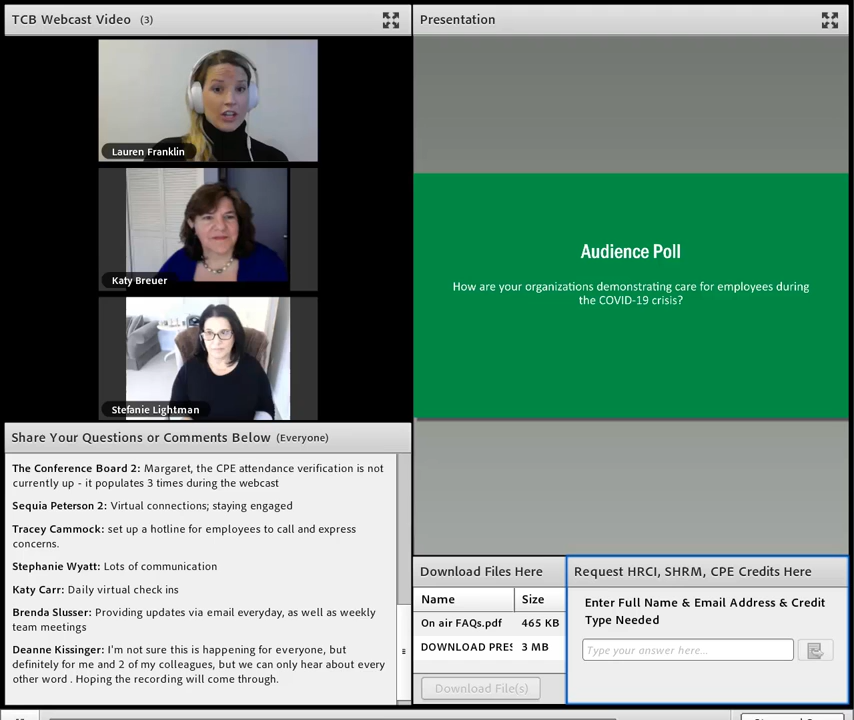 TCB Webcast Video (3)
Lauren Franklin
Katy Breuer
Stefanie Lightman
Share Your Questions or Comments Below (Everyone)
The Conference Board 2: Margaret, the CPE attendance verification is not
currently up - it populates 3 times during the webcast
Sequia Peterson 2: Virtual connections; staying engaged
Tracey Cammock: set up a hotline for employees to call and express
concerns.
Stephanie Wyatt: Lots of communication
Katy Carr: Daily virtual check ins
Brenda Slusser: Providing updates via email everyday, as well as weekly
team meetings
Deanne Kissinger: I'm not sure this is happening for everyone, but
definitely for me and 2 of my colleagues, but we can only hear about every
other word . Hoping the recording will come through.
Presentation
Audience Poll
How are your organizations demonstrating care for employees during
the COVID-19 crisis?
Download Files Here
Name Size
On air FAQs.pdf 465 KB
DOWNLOAD PRES 3 MB
Download File(s)
Request HRCI, SHRM, CPE Credits Here
Enter Full Name & Email Address & Credit
Type Needed
Type your answer here...